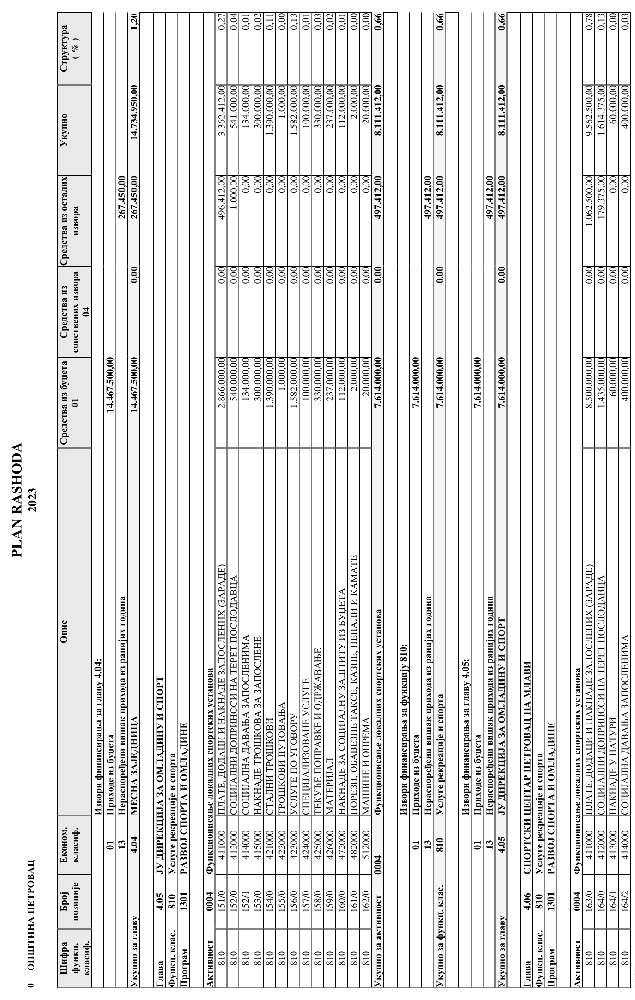 PLAN RASHODA
2023
0 ОПШТИНА ПЕТРОВАЦ
Шифра функц. класиф. Број позиције Економ. класиф. Опис Средства из буџета 01 Средства из сопствених извора 04 Средства из осталих извора Укупно Структура ( % )
Извори финансирања за главу 4.04:
01 Приходе из буџета 14.467.500,00
13 Нераспоређени вишак прихода из ранијих година 267.450,00
Укупно за главу 4.04 МЕСНА ЗАЈЕДНИЦА 14.467.500,00 0,00 267.450,00 14.734.950,00 1,20
Глава 4.05 ЈУ ДИРЕКЦИЈА ЗА ОМЛАДИНУ И СПОРТ
Функц. клас. 810 Услуге рекреације и спорта
Програм 1301 РАЗВОЈ СПОРТА И ОМЛАДИНЕ
Активност 0004 Функционисање локалних спортских установа
810 151/0 411000 ПЛАТЕ, ДОДАЦИ И НАКНАДЕ ЗАПОСЛЕНИХ (ЗАРАДЕ) 2.866.000,00 0,00 496.412,00 3.362.412,00 0,27
810 152/0 412000 СОЦИЈАЛНИ ДОПРИНОСИ НА ТЕРЕТ ПОСЛОДАВЦА 540.000,00 0,00 1.000,00 541.000,00 0,04
810 152/1 414000 СОЦИЈАЛНА ДАВАЊА ЗАПОСЛЕНИМА 134.000,00 0,00 0,00 134.000,00 0,01
810 153/0 415000 НАКНАДЕ ТРОШКОВА ЗА ЗАПОСЛЕНЕ 300.000,00 0,00 0,00 300.000,00 0,02
810 154/0 421000 СТАЛНИ ТРОШКОВИ 1.390.000,00 0,00 0,00 1.390.000,00 0,11
810 155/0 422000 ТРОШКОВИ ПУТОВАЊА 1.000,00 0,00 0,00 1.000,00 0,00
810 156/0 423000 УСЛУГЕ ПО УГОВОРУ 1.582.000,00 0,00 0,00 1.582.000,00 0,13
810 157/0 424000 СПЕЦИЈАЛИЗОВАНЕ УСЛУГЕ 100.000,00 0,00 0,00 100.000,00 0,01
810 158/0 425000 ТЕКУЋЕ ПОПРАВКЕ И ОДРЖАВАЊЕ 330.000,00 0,00 0,00 330.000,00 0,03
810 159/0 426000 МАТЕРИЈАЛ 237.000,00 0,00 0,00 237.000,00 0,02
810 160/0 472000 НАКНАДЕ ЗА СОЦИЈАЛНУ ЗАШТИТУ ИЗ БУЏЕТА 112.000,00 0,00 0,00 112.000,00 0,01
810 161/0 482000 ПОРЕЗИ, ОБАВЕЗНЕ ТАКСЕ, КАЗНЕ, ПЕНАЛИ И КАМАТЕ 2.000,00 0,00 0,00 2.000,00 0,00
810 162/0 512000 МАШИНЕ И ОПРЕМА 20.000,00 0,00 0,00 20.000,00 0,00
Укупно за активност 0004 Функционисање локалних спортских установа 7.614.000,00 0,00 497.412,00 8.111.412,00 0,66
Извори финансирања за функцију 810:
01 Приходе из буџета 7.614.000,00
13 Нераспоређени вишак прихода из ранијих година 497.412,00
Укупно за функц. клас. 810 Услуге рекреације и спорта 7.614.000,00 0,00 497.412,00 8.111.412,00 0,66
Извори финансирања за главу 4.05:
01 Приходе из буџета 7.614.000,00
13 Нераспоређени вишак прихода из ранијих година 497.412,00
Укупно за главу 4.05 ЈУ ДИРЕКЦИЈА ЗА ОМЛАДИНУ И СПОРТ 7.614.000,00 0,00 497.412,00 8.111.412,00 0,66
Глава 4.06 СПОРТСКИ ЦЕНТАР ПЕТРОВАЦ НА МЛАВИ
Функц. клас. 810 Услуге рекреације и спорта
Програм 1301 РАЗВОЈ СПОРТА И ОМЛАДИНЕ
Активност 0004 Функционисање локалних спортских установа
810 163/0 411000 ПЛАТЕ, ДОДАЦИ И НАКНАДЕ ЗАПОСЛЕНИХ (ЗАРАДЕ) 8.500.000,00 0,00 1.062.500,00 9.562.500,00 0,78
810 164/0 412000 СОЦИЈАЛНИ ДОПРИНОСИ НА ТЕРЕТ ПОСЛОДАВЦА 1.435.000,00 0,00 179.375,00 1.614.375,00 0,13
810 164/1 413000 НАКНАДЕ У НАТУРИ 60.000,00 0,00 0,00 60.000,00 0,00
810 164/2 414000 СОЦИЈАЛНА ДАВАЊА ЗАПОСЛЕНИМА 400.000,00 0,00 0,00 400.000,00 0,03